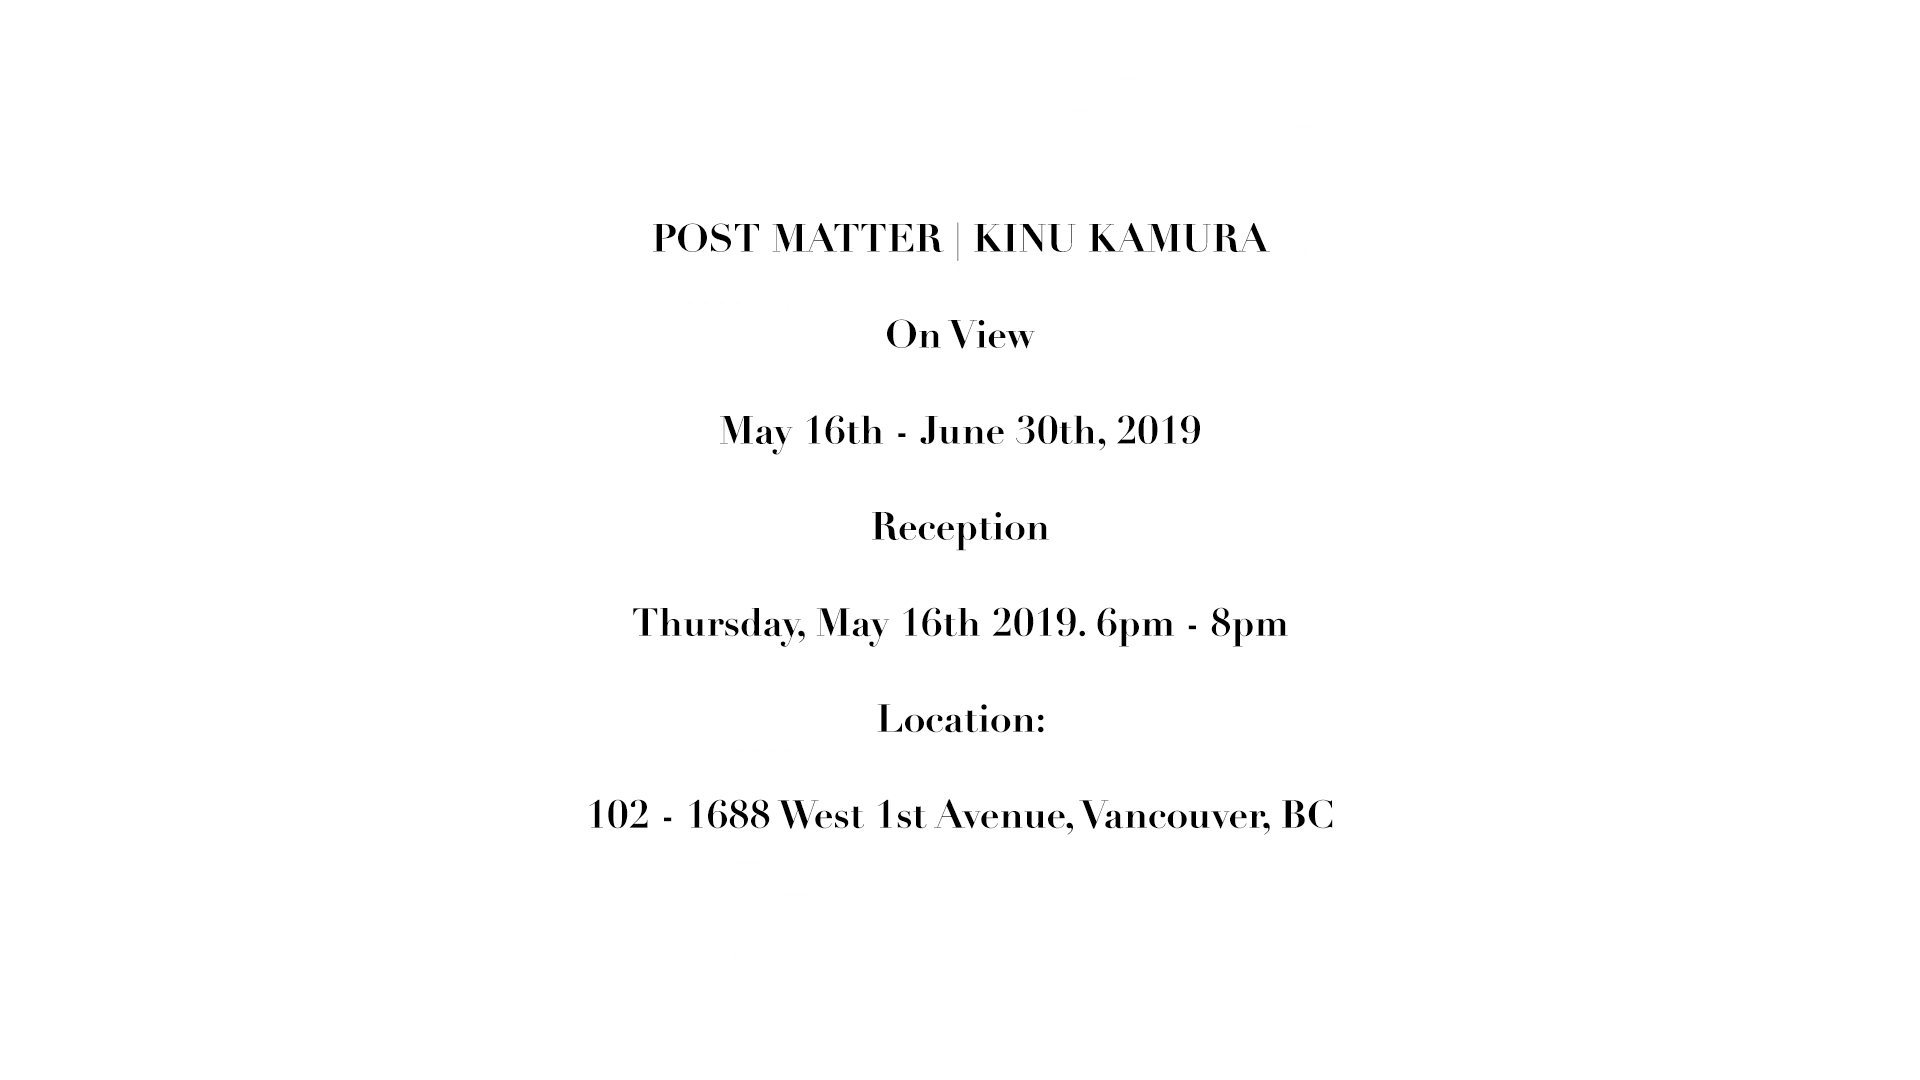 POST MATTER | KINU KAMURA
On View
May 16th - June 30th, 2019
Reception
Thursday, May 16th 2019. 6pm - 8pm
Location:
102 - 1688 West 1st Avenue, Vancouver, BC